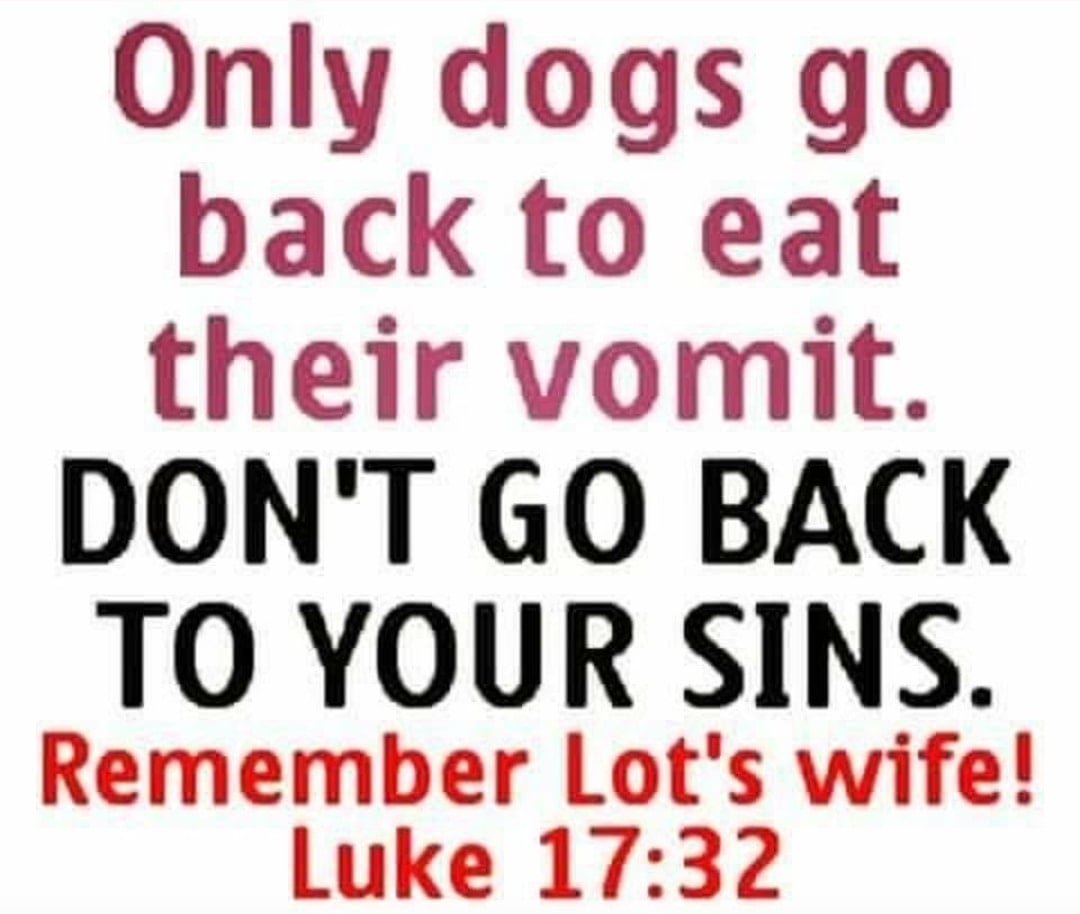 Only dogs go
back to eat
their vomit.
DON'T GO BACK
TO YOUR SINS.
Remember Lot's wife!
Luke 17:32